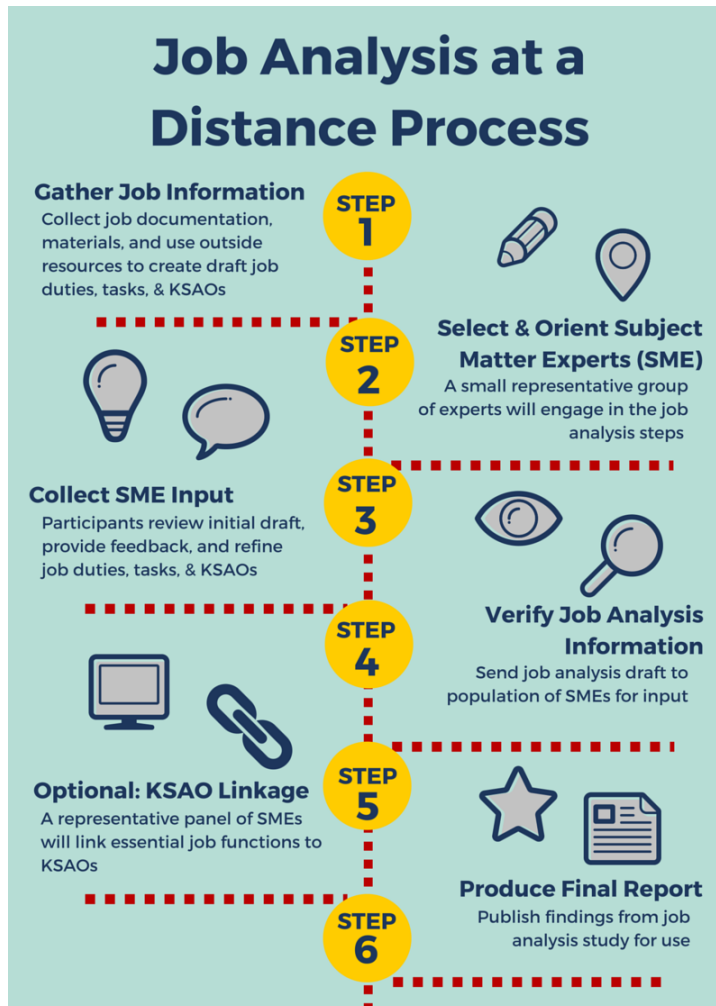 Job Analysis at a
Distance Process
STEP
1
Gather Job Information
Collect job documentation,
materials, and use outside
resources to create draft job
duties, tasks, & KSAOs
STEP
2
Select & Orient Subject
Matter Experts (SME)
A small representative group
of experts will engage in the job
analysis steps
STEP
3
Collect SME Input
Participants review initial draft,
provide feedback, and refine
job duties, tasks, & KSAOs
STEP
4
Verify Job Analysis
Information
Send job analysis draft to
population of SMEs for input
STEP
5
Optional: KSAO Linkage
A representative panel of SMEs
will link essential job functions to
KSAOs
STEP
6
Produce Final Report
Publish findings from job
analysis study for use